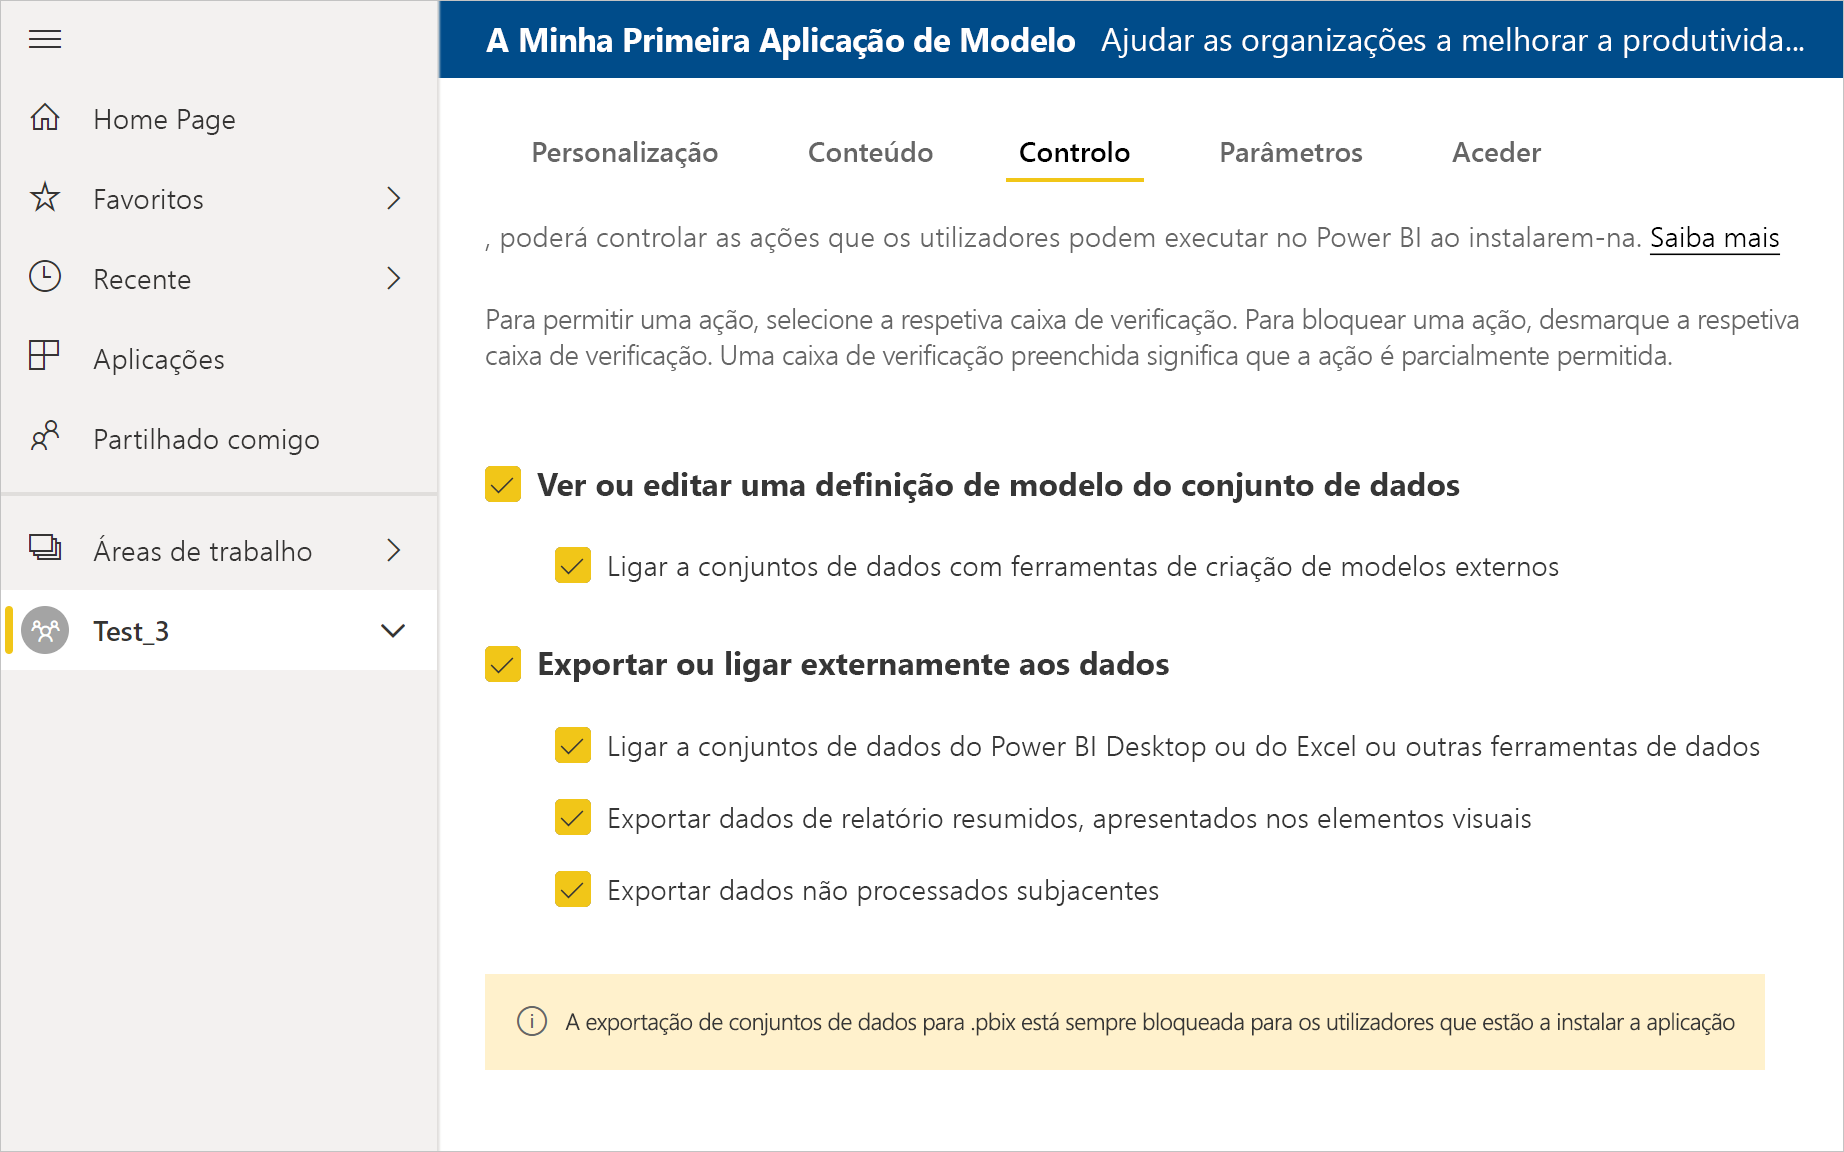 Home Page
Favoritos
Recente
Aplicações
Partilhado comigo
Áreas de trabalho
Test_3
A Minha Primeira Aplicação de Modelo Ajudar as organizações a melhorar a produtivida...
Personalização Conteúdo Controlo Parâmetros Aceder
, poderá controlar as ações que os utilizadores podem executar no Power BI ao instalarem-na. Saiba mais
Para permitir uma ação, selecione a respetiva caixa de verificação. Para bloquear uma ação, desmarque a respetiva
caixa de verificação. Uma caixa de verificação preenchida significa que a ação é parcialmente permitida.
Ver ou editar uma definição de modelo do conjunto de dados
Ligar a conjuntos de dados com ferramentas de criação de modelos externos
Exportar ou ligar externamente aos dados
Ligar a conjuntos de dados do Power BI Desktop ou do Excel ou outras ferramentas de dados
Exportar dados de relatório resumidos, apresentados nos elementos visuais
Exportar dados não processados subjacentes
A exportação de conjuntos de dados para .pbix está sempre bloqueada para os utilizadores que estão a instalar a aplicação